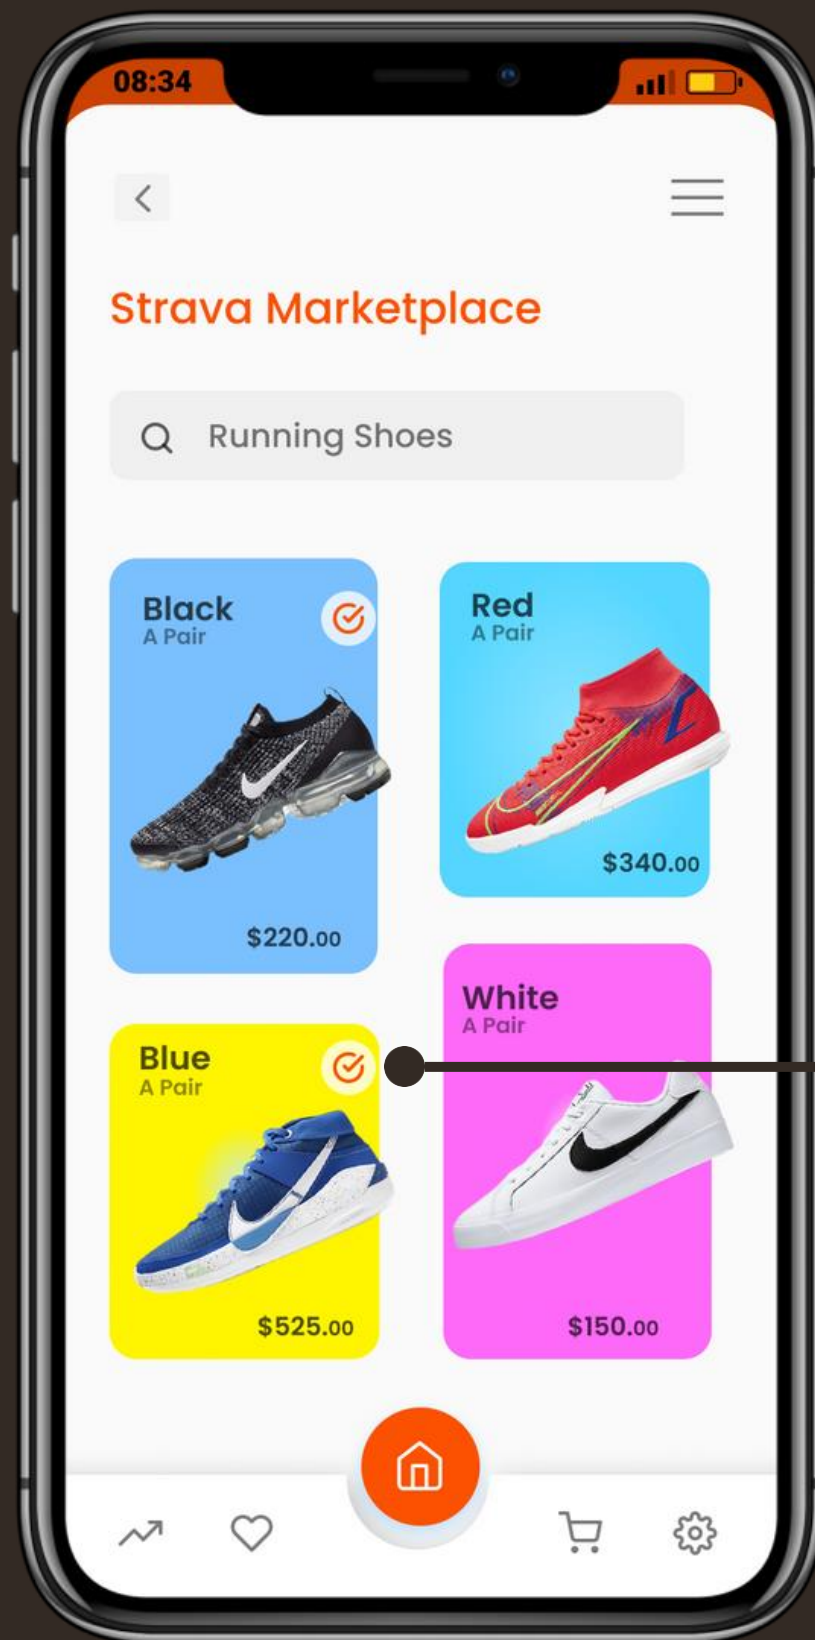 08:34
Strava Marketplace
Running Shoes
Black
A Pair
$220.00
Red
A Pair
$340.00
Blue
A Pair
$525.00
White
A Pair
$150.00